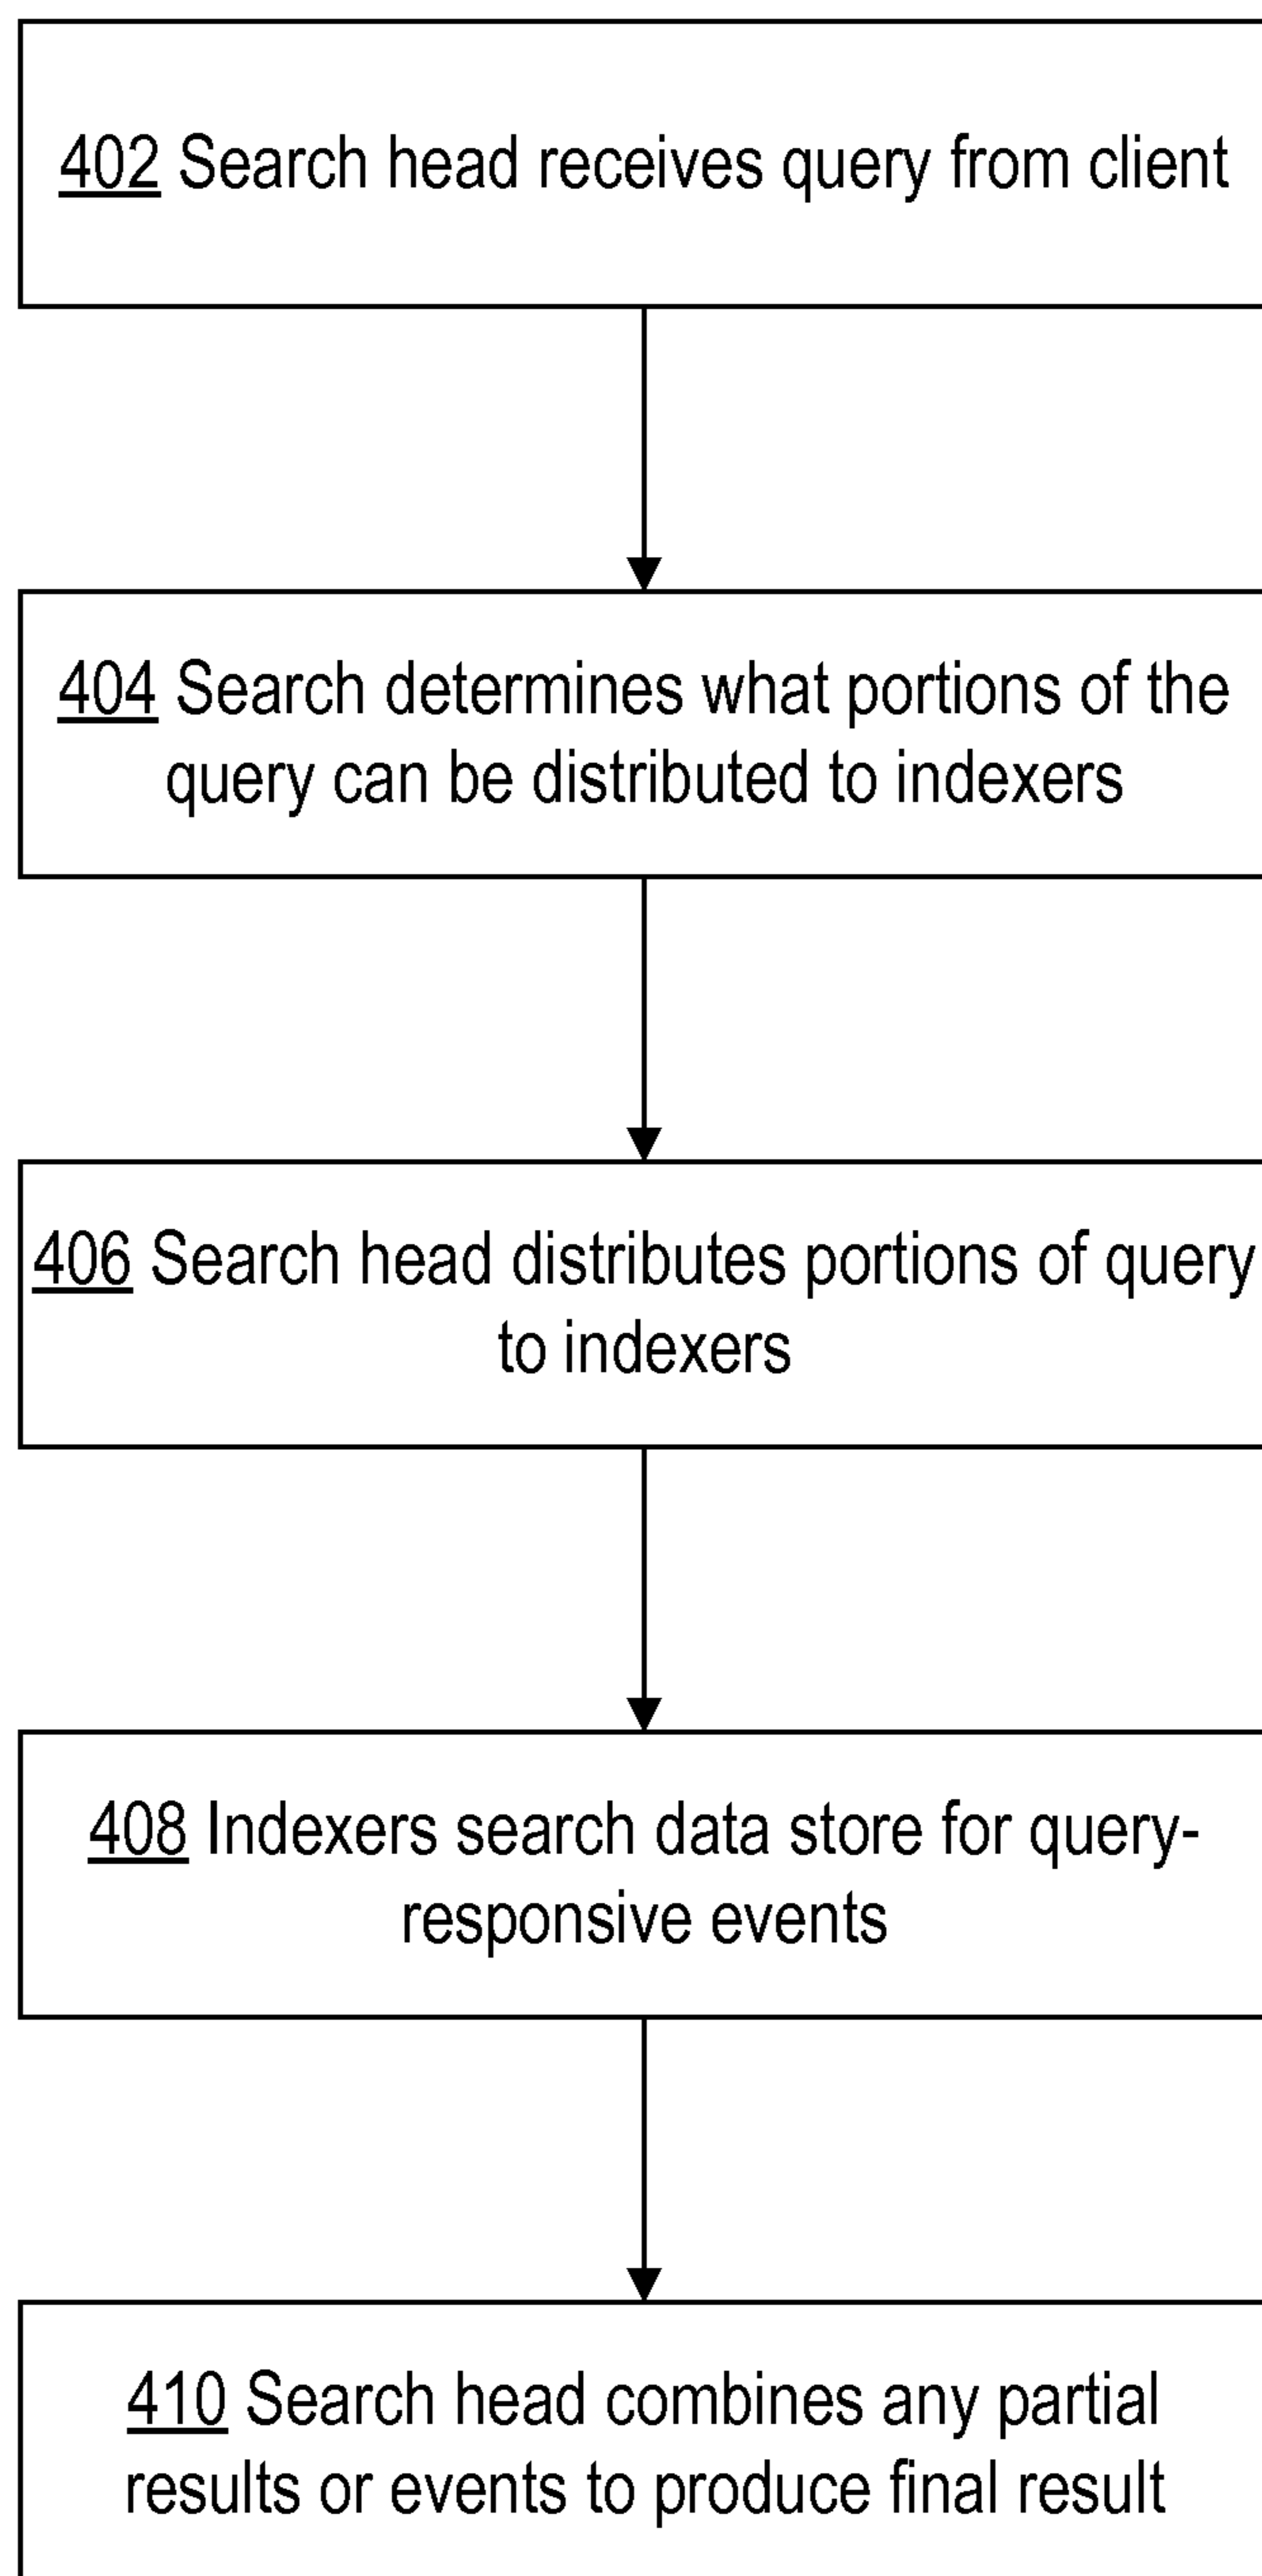 402 Search head receives query from client
404 Search determines what portions of the
query can be distributed to indexers
406 Search head distributes portions of query
to indexers
408 Indexers search data store for query-
responsive events
410 Search head combines any partial
results or events to produce final result